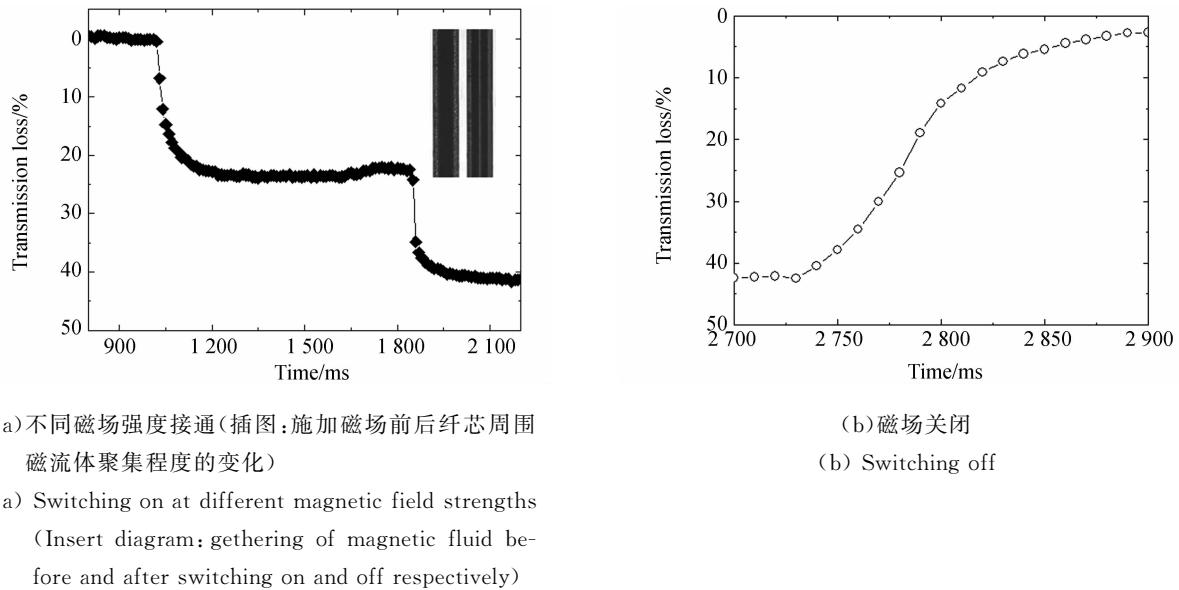 0
10
20
30
40
50
Transmission loss/%
900
1 200
1 500
1 800
2 100
Time/ms
0
10
20
30
40
50
Transmission loss/%
2 700
2 750
2 800
2 850
2 900
Time/ms
a)不同磁场强度接通(插图:施加磁场前后纤芯周围
磁流体聚集程度的变化)
a) Switching on at different magnetic field strengths
(Insert diagram: gethering of magnetic fluid be-
fore and after switching on and off respectively)
(b)磁场关闭
(b) Switching off